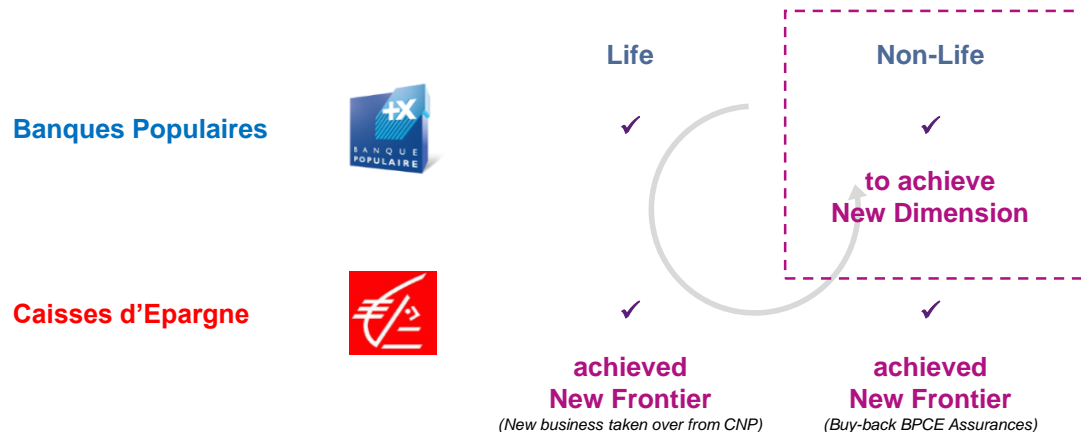 Life
Non-Life
Banques Populaires
+X
BANQUE
POPULAIRE
✓
✓
to achieve
New Dimension
Caisses d’Epargne
✓
✓
achieved
New Frontier
(New business taken over from CNP)
achieved
New Frontier
(Buy-back BPCE Assurances)